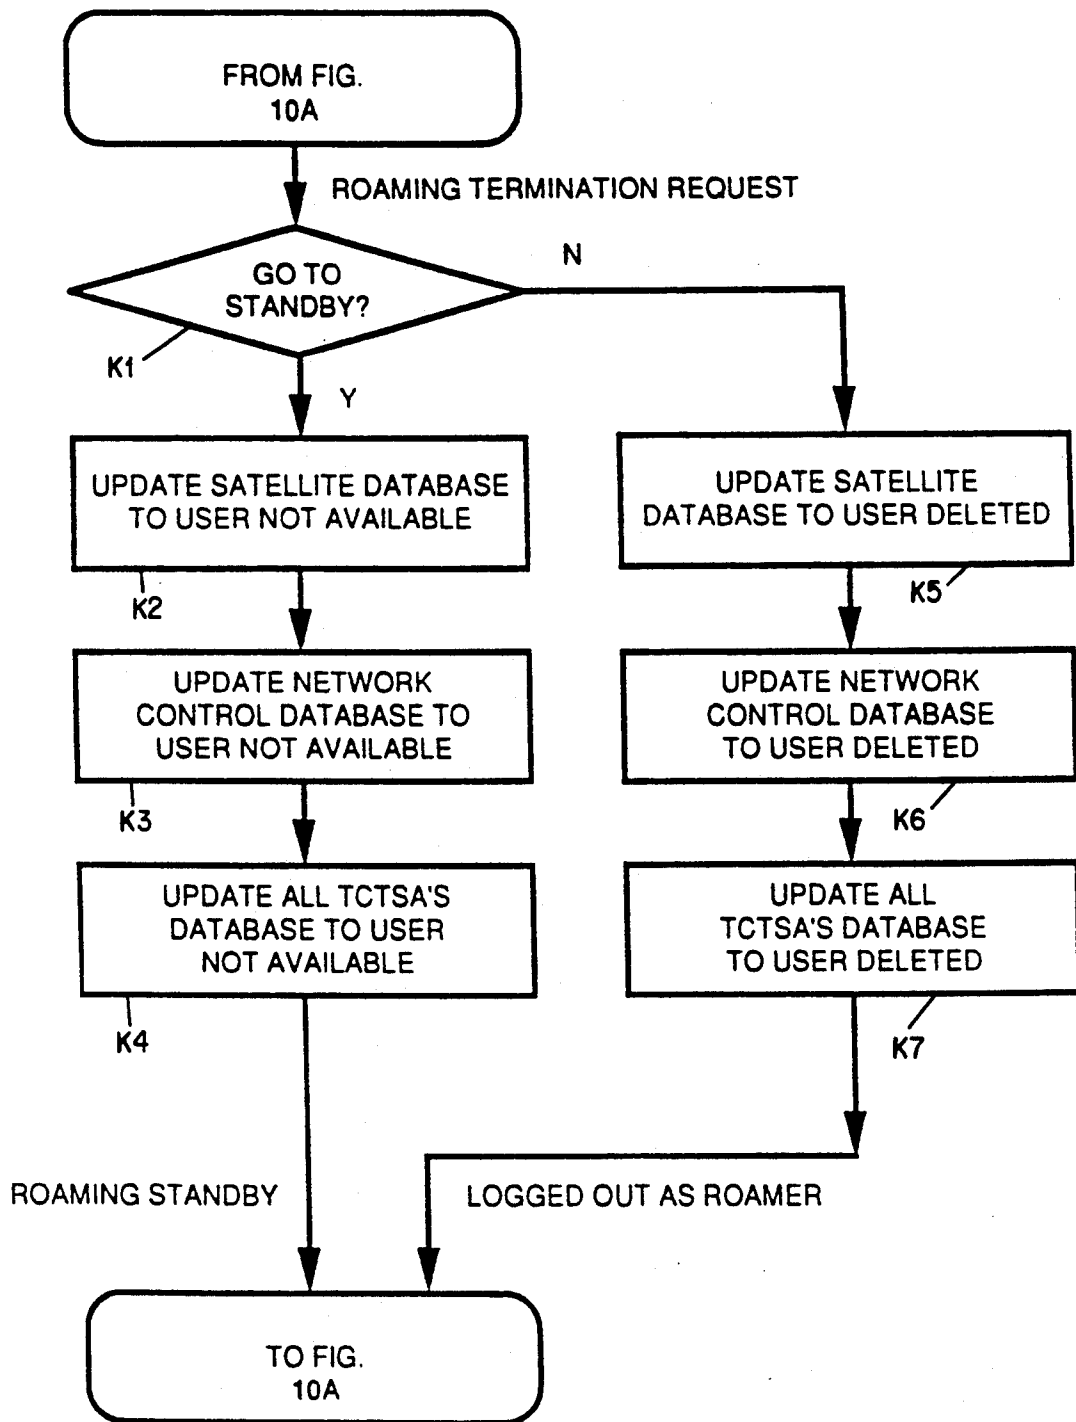 FROM FIG.
10A
ROAMING TERMINATION REQUEST
GO TO
STANDBY?
N
K1
Y
UPDATE SATELLITE DATABASE
TO USER NOT AVAILABLE
K2
UPDATE SATELLITE
DATABASE TO USER DELETED
K5
UPDATE NETWORK
CONTROL DATABASE TO
USER NOT AVAILABLE
K3
UPDATE NETWORK
CONTROL DATABASE
TO USER DELETED
K6
UPDATE ALL TCTSA'S
DATABASE TO USER
NOT AVAILABLE
K4
UPDATE ALL
TCTSA'S DATABASE
TO USER DELETED
K7
ROAMING STANDBY
LOGGED OUT AS ROAMER
TO FIG.
10A